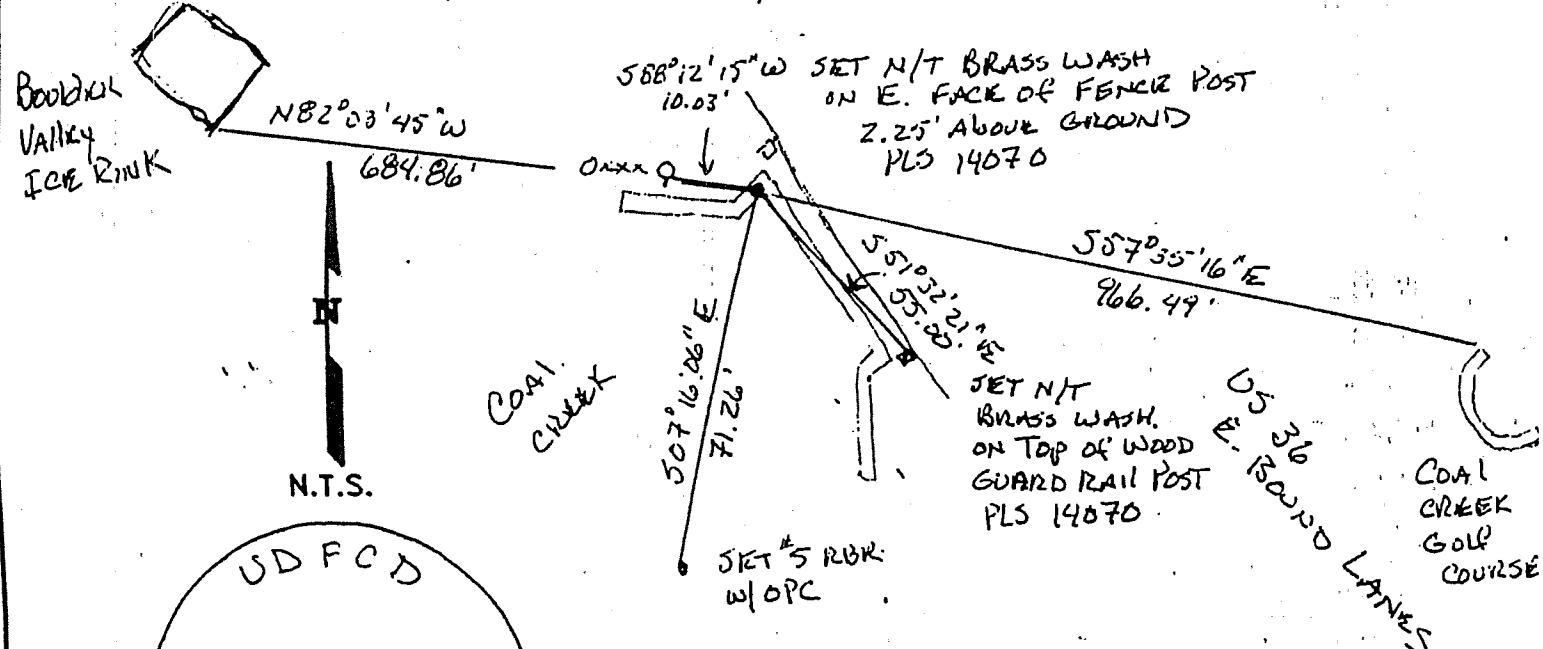 BOULDER
VALLEY
ICE RINK
N82°03'45"W
684.86'
S88°12'15"W
10.03'
SET N/T BRASS WASH
ON E. FACE OF FENCE POST
2.25' ABOVE GROUND
PLS 14070
S51°32'21"E
55.00'
S57°35'16"E
966.49'
S07°16'06"E
71.26'
COAL
CREEK
N
N.T.S.
SET N/T
BRASS WASH.
ON TOP OF WOOD
GUARD RAIL POST
PLS 14070
US 36
E. BOUND LANES
COAL
CREEK
GOLF
COURSE
SET #5 RBR
W/OPC
UDFCD